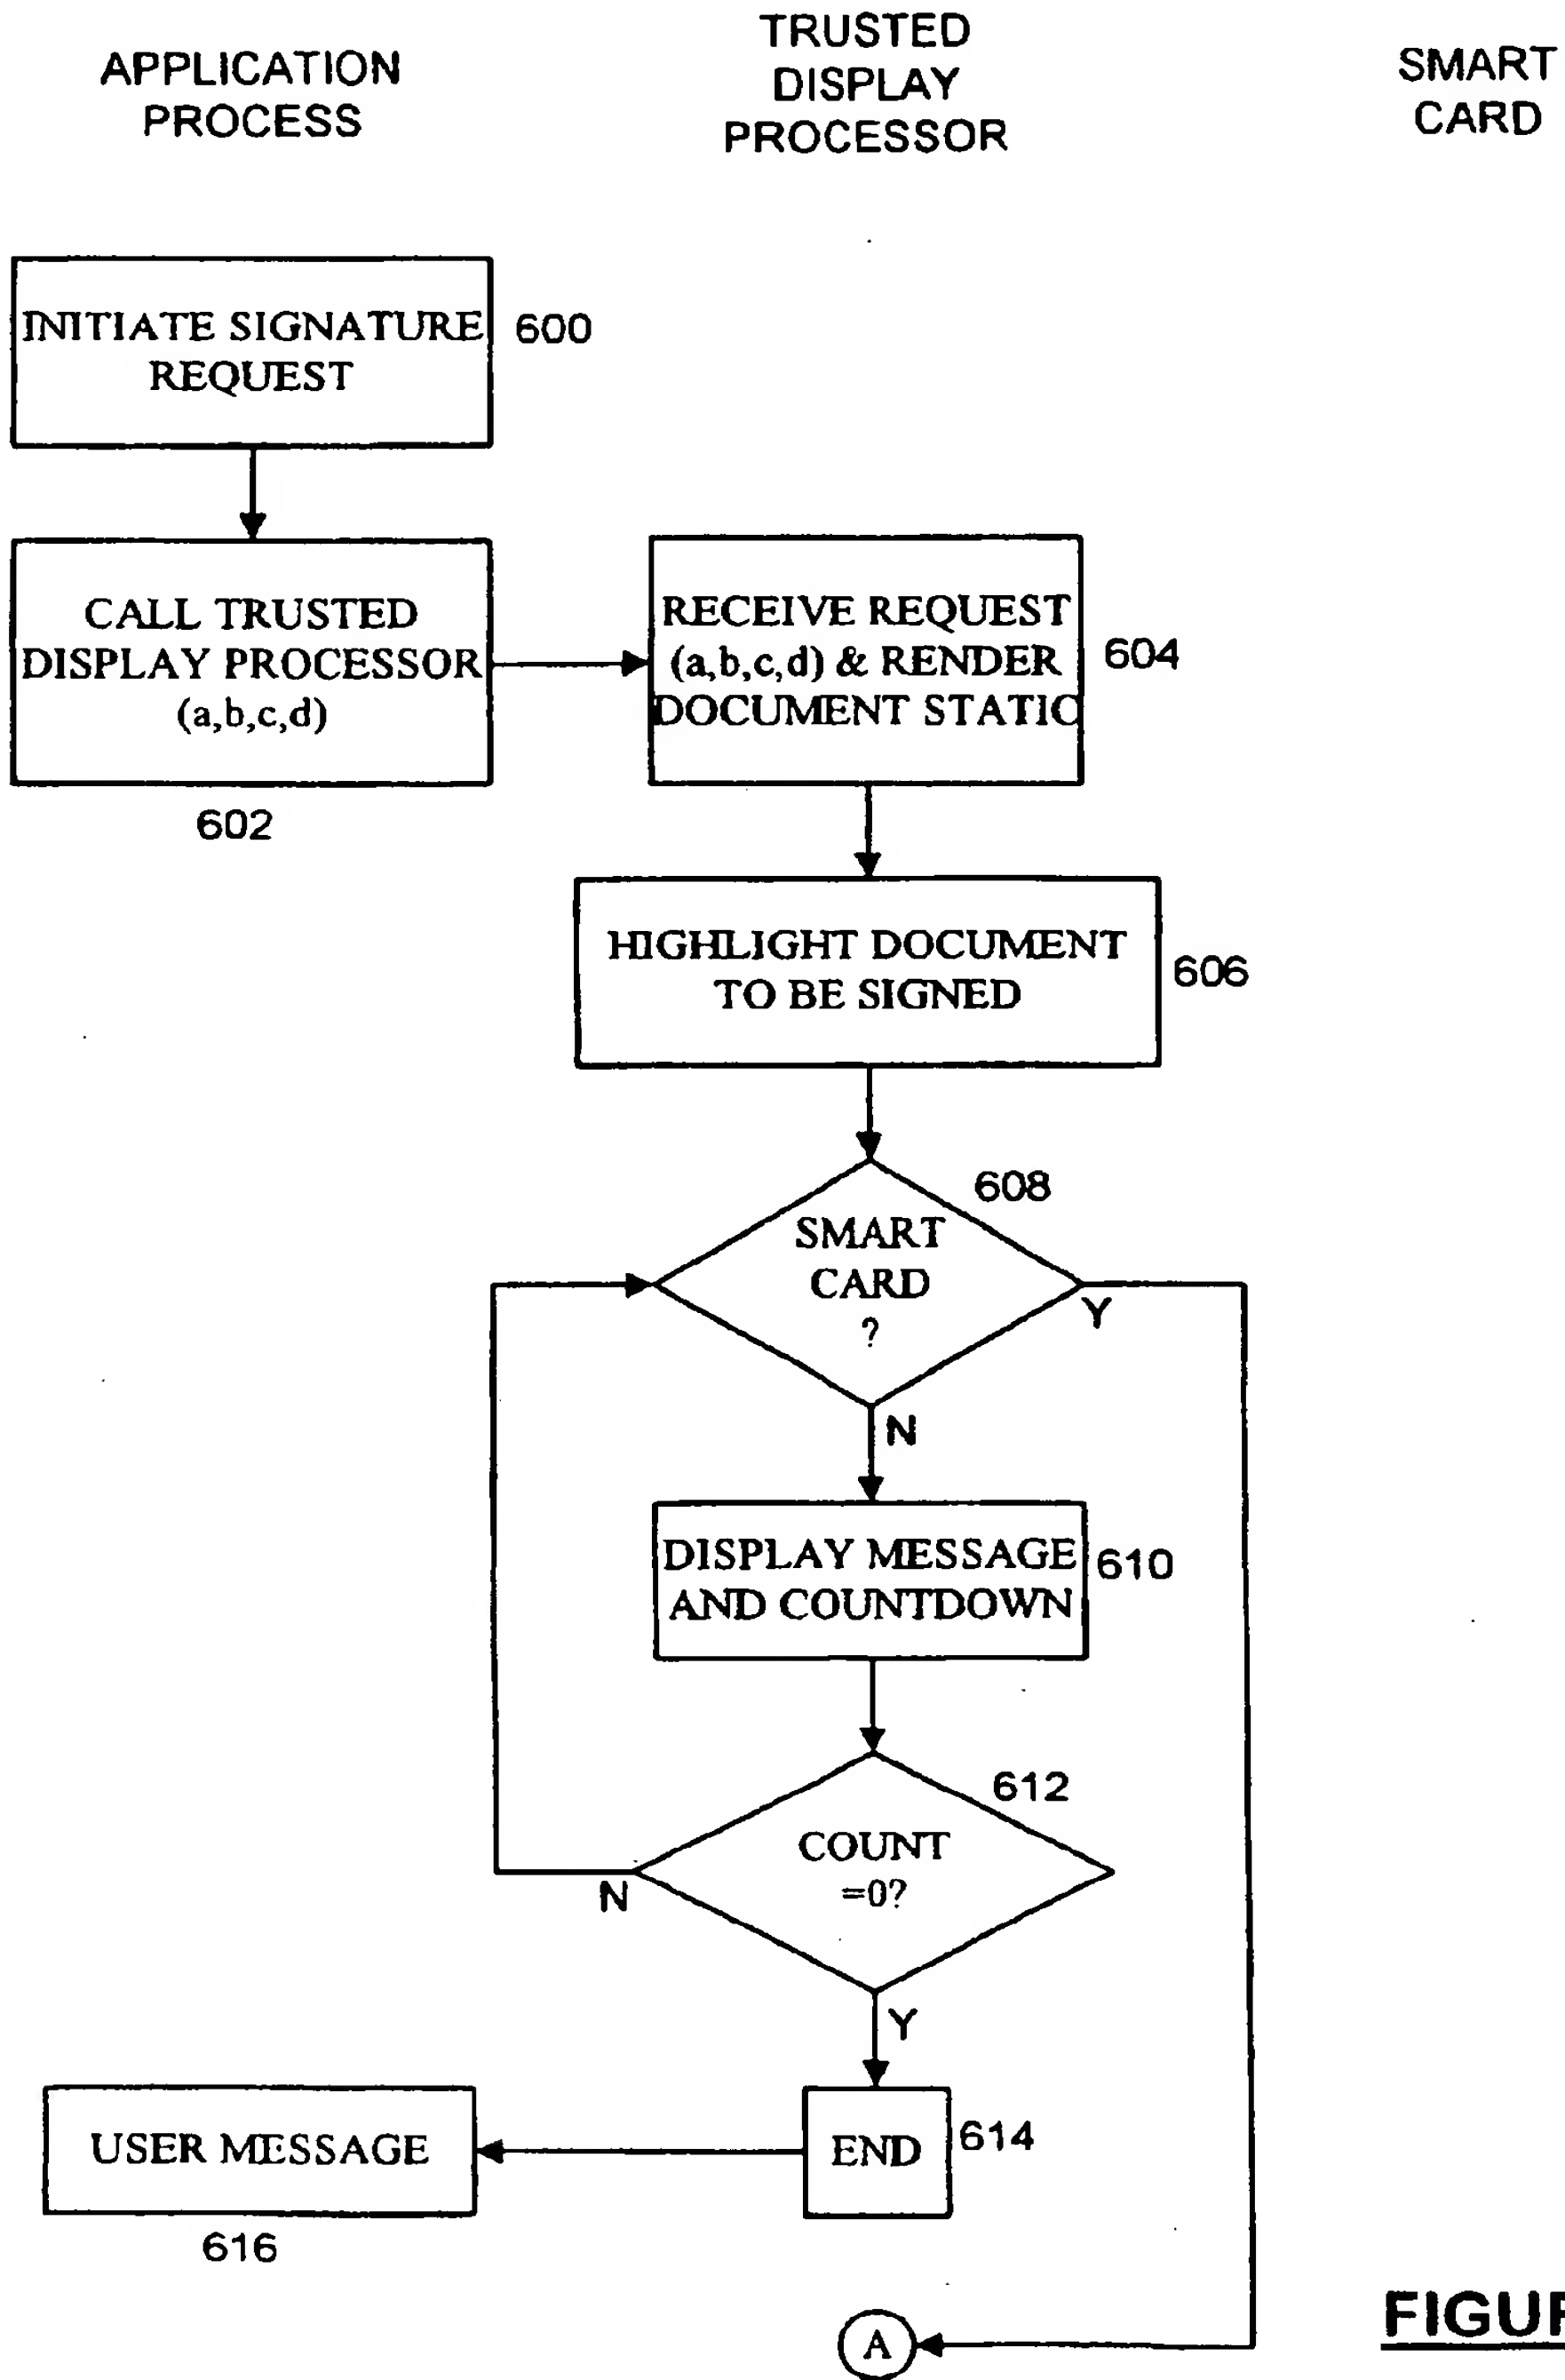 APPLICATION
PROCESS
TRUSTED
DISPLAY
PROCESSOR
SMART
CARD
INITIATE SIGNATURE
REQUEST
600
CALL TRUSTED
DISPLAY PROCESSOR
(a,b,c,d)
602
RECEIVE REQUEST
(a,b,c,d) & RENDER
DOCUMENT STATIC
604
HIGHLIGHT DOCUMENT
TO BE SIGNED
606
608
SMART
CARD
?
Y
N
DISPLAY MESSAGE
AND COUNTDOWN
610
612
COUNT
=0?
N
Y
USER MESSAGE
616
END
614
A